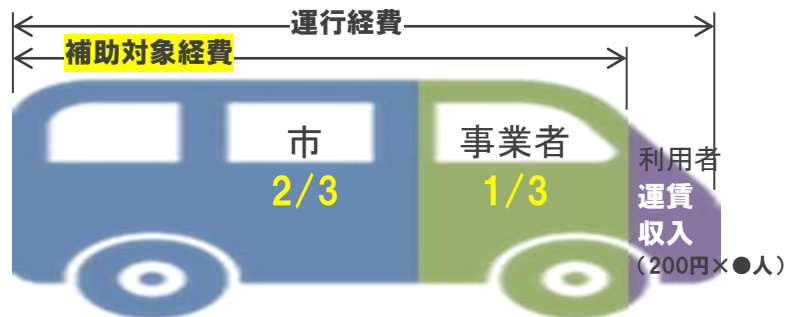 運行経費
補助対象経費
市
2/3
事業者
1/3
利用者
運賃
収入
（200円×●人）